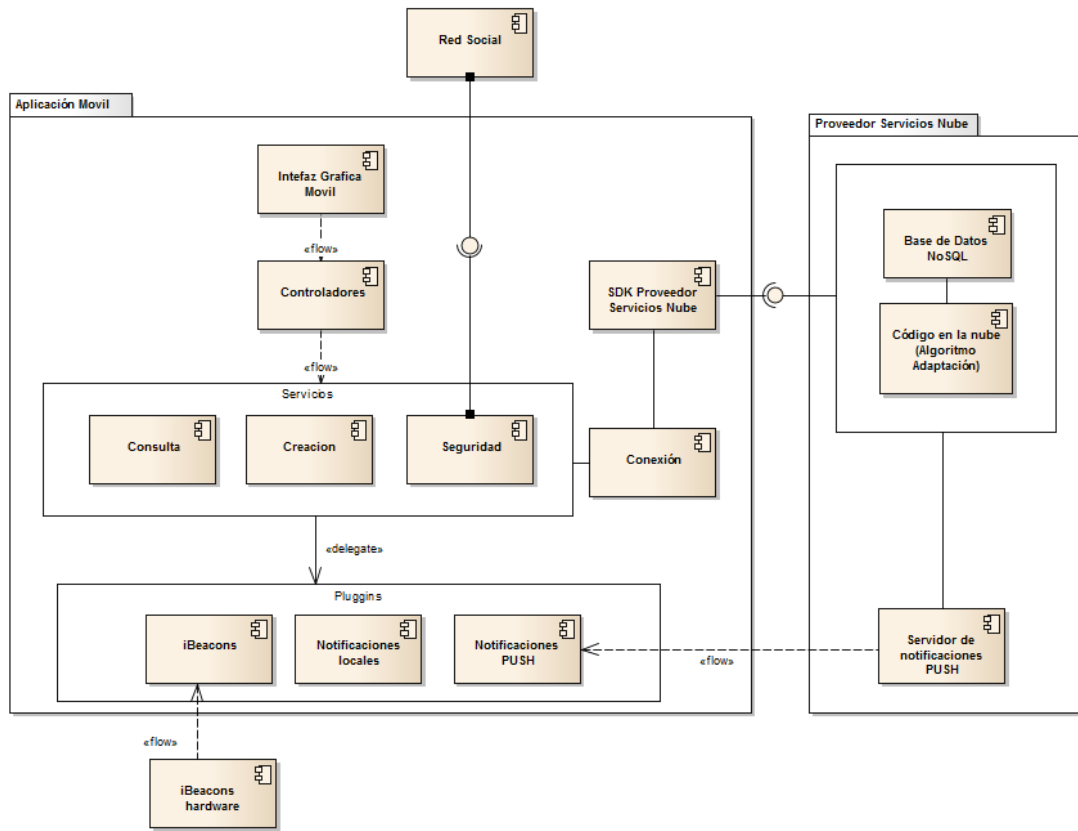 Red Social
Aplicación Movil
Proveedor Servicios Nube
Intefaz Grafica
Movil
«flow»
Controladores
«flow»
Servicios
Consulta
Creacion
Seguridad
SDK Proveedor
Servicios Nube
Conexión
Base de Datos
NoSQL
Código en la nube
(Algoritmo
Adaptación)
«delegate»
Pluggins
iBeacons
Notificaciones
locales
Notificaciones
PUSH
«flow»
Servidor de
notificaciones
PUSH
«flow»
iBeacons
hardware